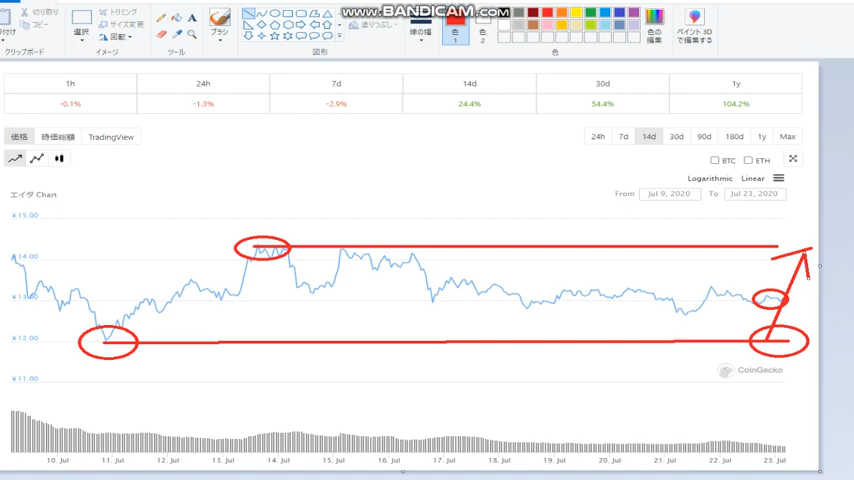 www.BANDICAM.com
切り取り
コピー
り付け
クリップボード
選択
トリミング
サイズ変更
回転
イメージ
A
ツール
ブラシ
図形
塗りつぶし
線の幅
色
1
色
2
色
色の
編集
ペイント 3D
で編集する
1h 24h 7d 14d 30d 1y
-0.1% -1.3% -2.9% 24.4% 54.4% 104.2%
価格 時価総額 TradingView
24h 7d 14d 30d 90d 180d 1y Max
BTC ETH
Logarithmic Linear
エイダ Chart
From Jul 9, 2020 To Jul 23, 2020
¥15.00
¥14.00
¥13.00
¥12.00
¥11.00
CoinGecko
10. Jul 11. Jul 12. Jul 13. Jul 14. Jul 15. Jul 16. Jul 17. Jul 18. Jul 19. Jul 20. Jul 21. Jul 22. Jul 23. Jul